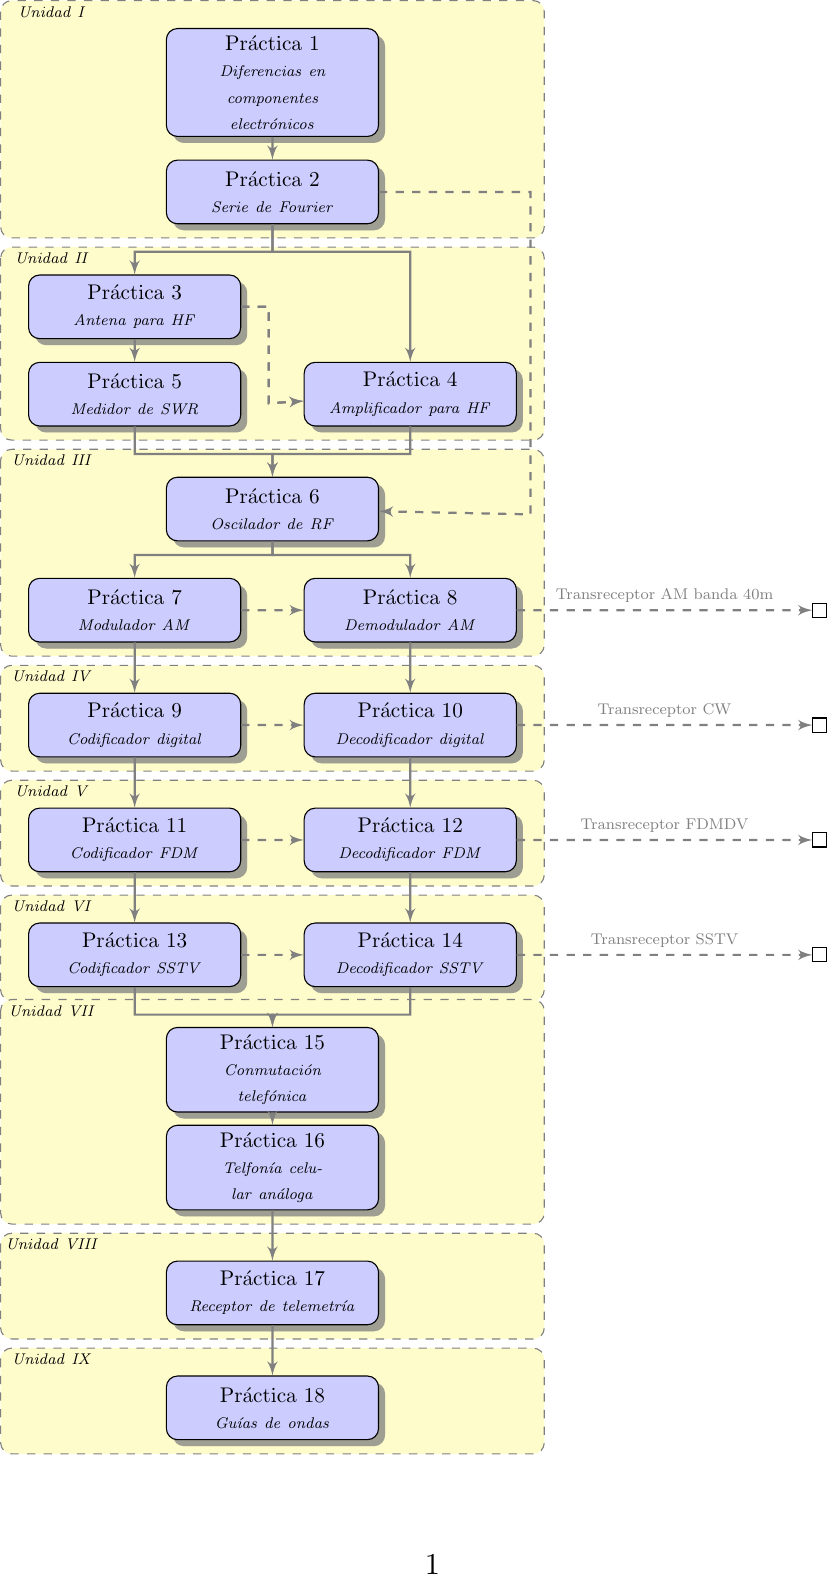 Unidad I
Práctica 1
Diferencias en
componentes
electrónicos
Práctica 2
Serie de Fourier
Unidad II
Práctica 3
Antena para HF
Práctica 5
Medidor de SWR
Práctica 4
Amplificador para HF
Unidad III
Práctica 6
Oscilador de RF
Práctica 7
Modulador AM
Práctica 8
Demodulador AM
Transreceptor AM banda 40m
Unidad IV
Práctica 9
Codificador digital
Práctica 10
Decodificador digital
Transreceptor CW
Unidad V
Práctica 11
Codificador FDM
Práctica 12
Decodificador FDM
Transreceptor FDMDV
Unidad VI
Práctica 13
Codificador SSTV
Práctica 14
Decodificador SSTV
Transreceptor SSTV
Unidad VII
Práctica 15
Conmutación
telefónica
Práctica 16
Telfonía celu-
lar análoga
Unidad VIII
Práctica 17
Receptor de telemetría
Unidad IX
Práctica 18
Guías de ondas
1